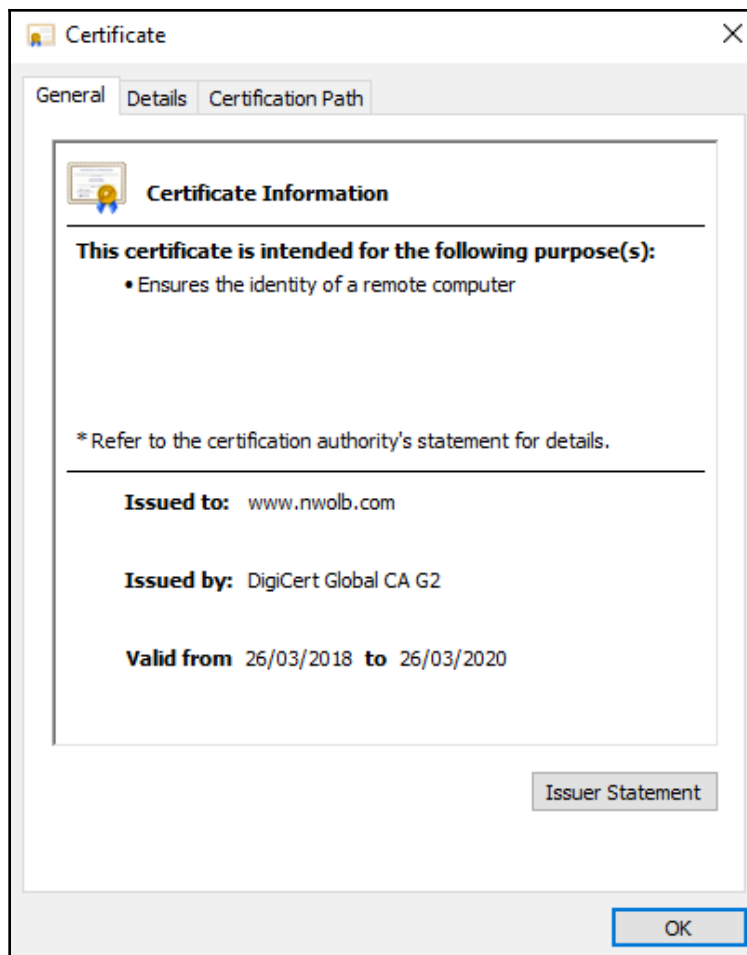 Certificate
General Details Certification Path
Certificate Information
This certificate is intended for the following purpose(s):
• Ensures the identity of a remote computer
* Refer to the certification authority's statement for details.
Issued to: www.nwolb.com
Issued by: DigiCert Global CA G2
Valid from 26/03/2018 to 26/03/2020
Issuer Statement
OK